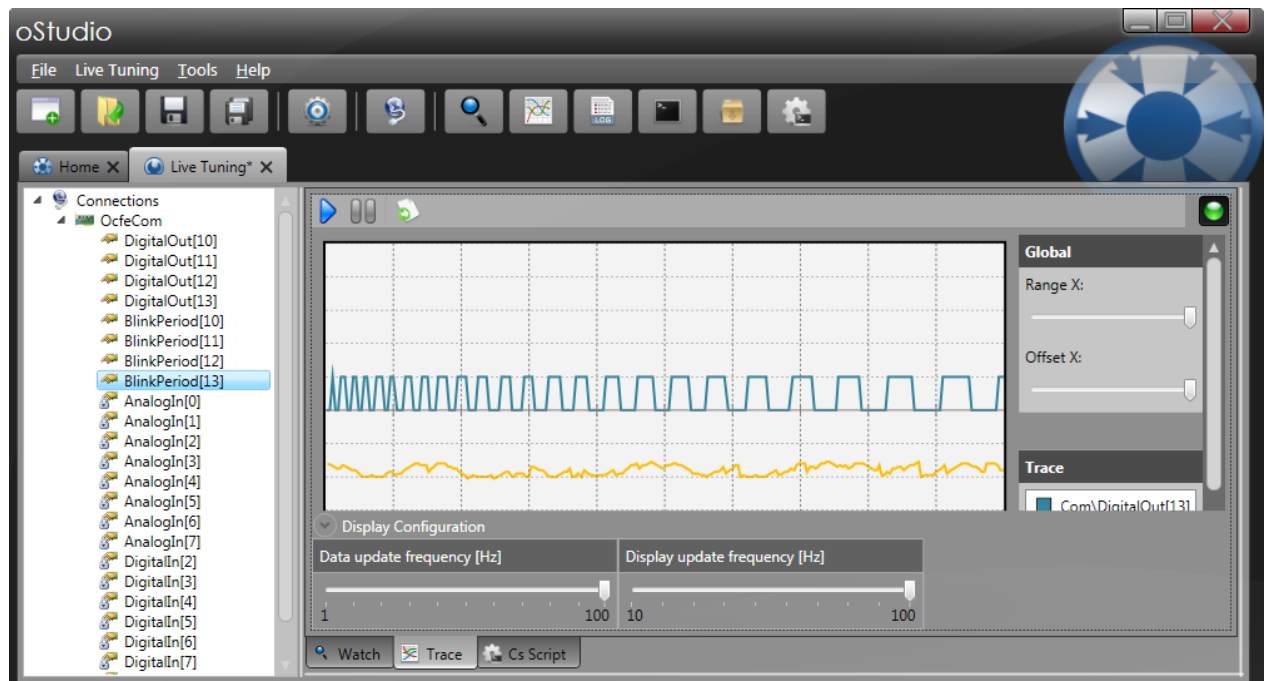 oStudio
File Live Tuning Tools Help
LOG
Home
Live Tuning*
Connections
OcfeCom
DigitalOut[10]
DigitalOut[11]
DigitalOut[12]
DigitalOut[13]
BlinkPeriod[10]
BlinkPeriod[11]
BlinkPeriod[12]
BlinkPeriod[13]
AnalogIn[0]
AnalogIn[1]
AnalogIn[2]
AnalogIn[3]
AnalogIn[4]
AnalogIn[5]
AnalogIn[6]
AnalogIn[7]
DigitalIn[2]
DigitalIn[3]
DigitalIn[4]
DigitalIn[5]
DigitalIn[6]
DigitalIn[7]
Global
Range X:
Offset X:
Trace
Com\DigitalOut[13]
Display Configuration
Data update frequency [Hz]
1 100
Display update frequency [Hz]
10 100
Watch
Trace
Cs Script